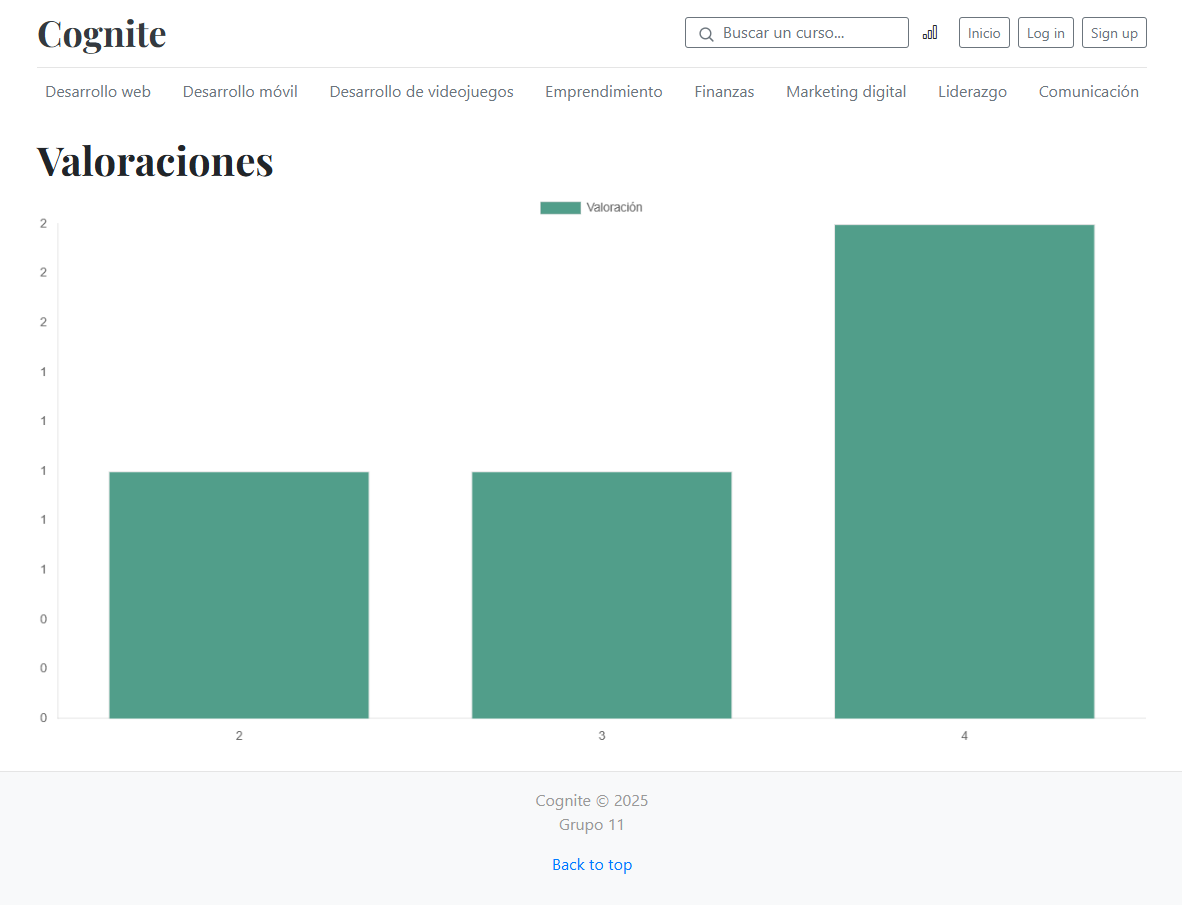 Cognite
Buscar un curso...
Inicio
Log in
Sign up
Desarrollo web
Desarrollo móvil
Desarrollo de videojuegos
Emprendimiento
Finanzas
Marketing digital
Liderazgo
Comunicación
Valoraciones
Valoración
2
2
2
1
1
1
1
1
0
0
0
2
3
4
Cognite © 2025
Grupo 11
Back to top